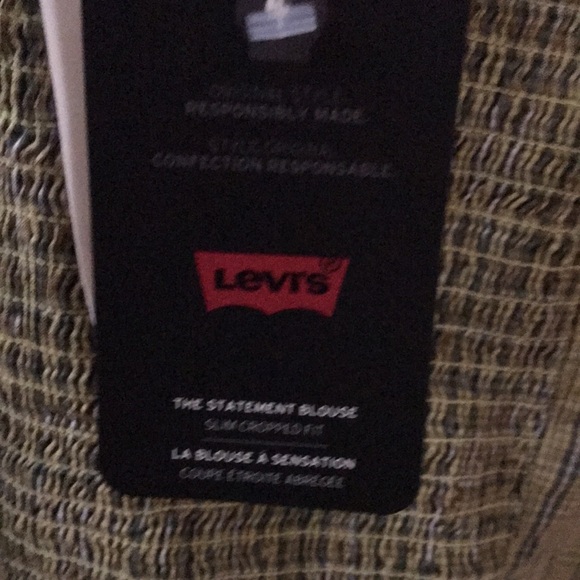 ORIGINAL STYLE.
RESPONSIBLY MADE.
STYLE ORIGINAL.
CONFECTION RESPONSABLE.
Levi's®
THE STATEMENT BLOUSE
SLIM CROPPED FIT
LA BLOUSE À SENSATION
COUPE ÉTROITE ABRÉGÉE